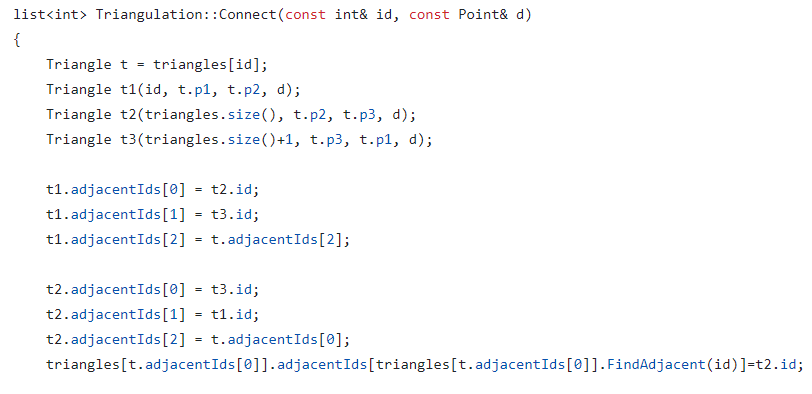 list<int> Triangulation::Connect(const int& id, const Point& d)
{
    Triangle t = triangles[id];
    Triangle t1(id, t.p1, t.p2, d);
    Triangle t2(triangles.size(), t.p2, t.p3, d);
    Triangle t3(triangles.size()+1, t.p3, t.p1, d);

    t1.adjacentIds[0] = t2.id;
    t1.adjacentIds[1] = t3.id;
    t1.adjacentIds[2] = t.adjacentIds[2];

    t2.adjacentIds[0] = t3.id;
    t2.adjacentIds[1] = t1.id;
    t2.adjacentIds[2] = t.adjacentIds[0];
    triangles[t.adjacentIds[0]].adjacentIds[triangles[t.adjacentIds[0]].FindAdjacent(id)]=t2.id;